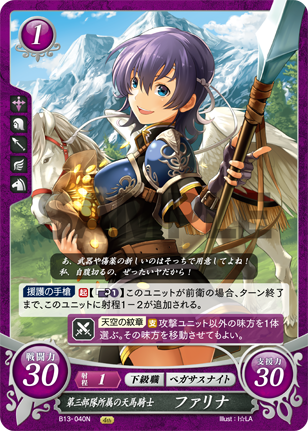 1
SAMPLE
あ、武器や傷薬の新しいのはそっちで用意してよね！
私、自腹切るの、ぜったいヤだから！
援護の手槍 起 [1] このユニットが前衛の場合、ターン終了
まで、このユニットに射程1－2が追加される。
天空の紋章 支 攻撃ユニット以外の味方を1体
選ぶ。その味方を移動させてもよい。
戦闘力
30
射程 1
下級職
ペガサスナイト
支援力
30
第三部隊所属の天馬騎士 ファリナ
B13-040N
Illust：I☆LA